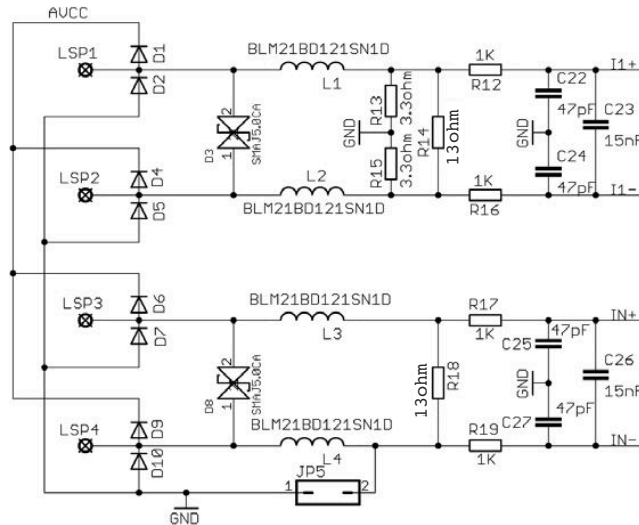 AVCC
LSP1
D1
D2
BLM21BD121SN1D
L1
1K
R12
I1+
C22
47pF
C23
15nF
R13
3.3ohm
GND
R14
13ohm
GND
2
1
D3
SMAJ5.0CA
R15
3.3ohm
C24
47pF
LSP2
D4
D5
L2
BLM21BD121SN1D
1K
R16
I1-
LSP3
D6
D7
BLM21BD121SN1D
L3
R17
1K
IN+
47pF
C25
C26
15nF
2
1
D8
SMAJ5.0CA
13ohm
R18
GND
C27
47pF
LSP4
D9
D10
BLM21BD121SN1D
L4
R19
1K
IN-
JP5
1
2
GND